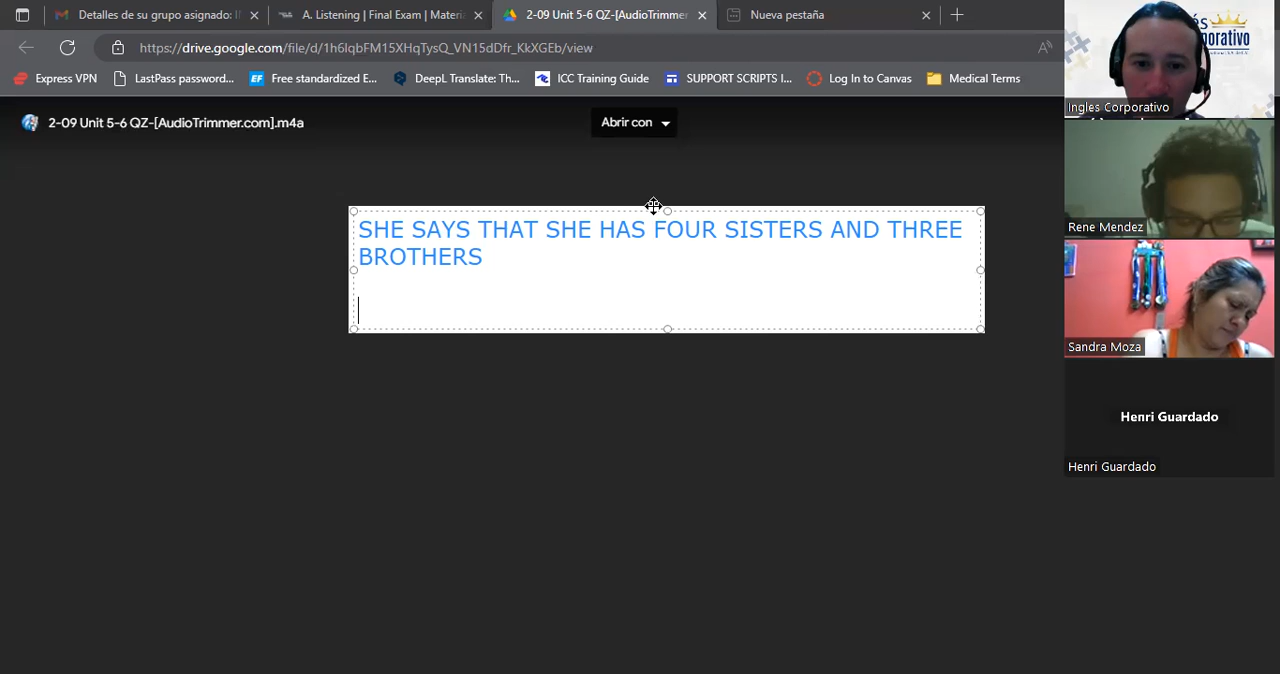 Detalles de su grupo asignado: I
A. Listening | Final Exam | Materia
2-09 Unit 5-6 QZ-[AudioTrimmer
Nueva pestaña
https://drive.google.com/file/d/1h6lqbFM15XHqTysQ_VN15dDfr_KkXGEb/view
Express VPN
LastPass password...
EF Free standardized E...
DeepL Translate: Th...
ICC Training Guide
SUPPORT SCRIPTS I...
Log In to Canvas
Medical Terms
2-09 Unit 5-6 QZ-[AudioTrimmer.com].m4a
Abrir con
SHE SAYS THAT SHE HAS FOUR SISTERS AND THREE
BROTHERS
Ingles Corporativo
Rene Mendez
Sandra Moza
Henri Guardado
Henri Guardado